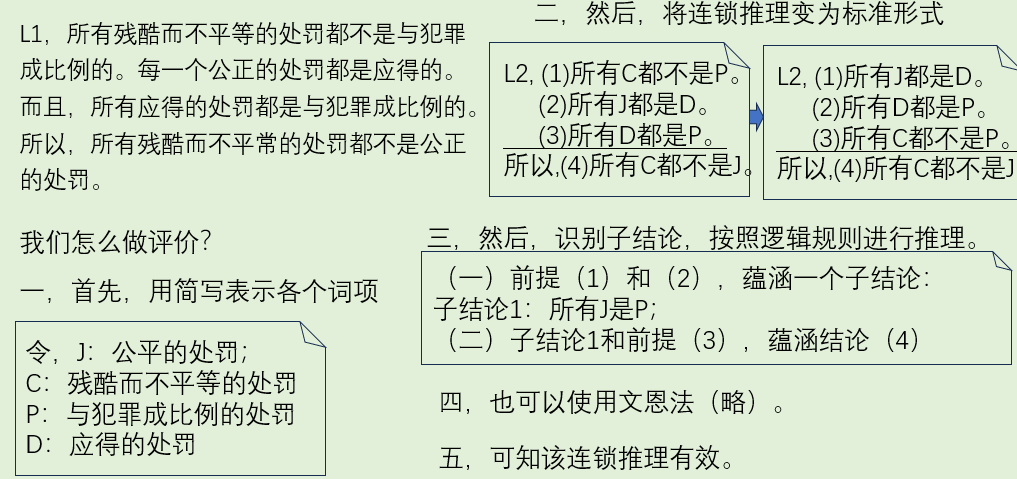 L1，所有残酷而不平等的处罚都不是与犯罪
成比例的。每一个公正的处罚都是应得的。
而且，所有应得的处罚都是与犯罪成比例的。
所以，所有残酷而不平常的处罚都不是公正
的处罚。
我们怎么做评价？
一，首先，用简写表示各个词项
令，J：公平的处罚；
C：残酷而不平等的处罚
P：与犯罪成比例的处罚
D：应得的处罚
二，然后，将连锁推理变为标准形式
L2, (1)所有C都不是P。
(2)所有J都是D。
(3)所有D都是P。
所以,(4)所有C都不是J。
L2, (1)所有J都是D。
(2)所有D都是P。
(3)所有C都不是P。
所以,(4)所有C都不是J
三，然后，识别子结论，按照逻辑规则进行推理。
（一）前提（1）和（2），蕴涵一个子结论：
子结论1：所有J是P；
（二）子结论1和前提（3），蕴涵结论（4）
四，也可以使用文恩法（略）。
五，可知该连锁推理有效。